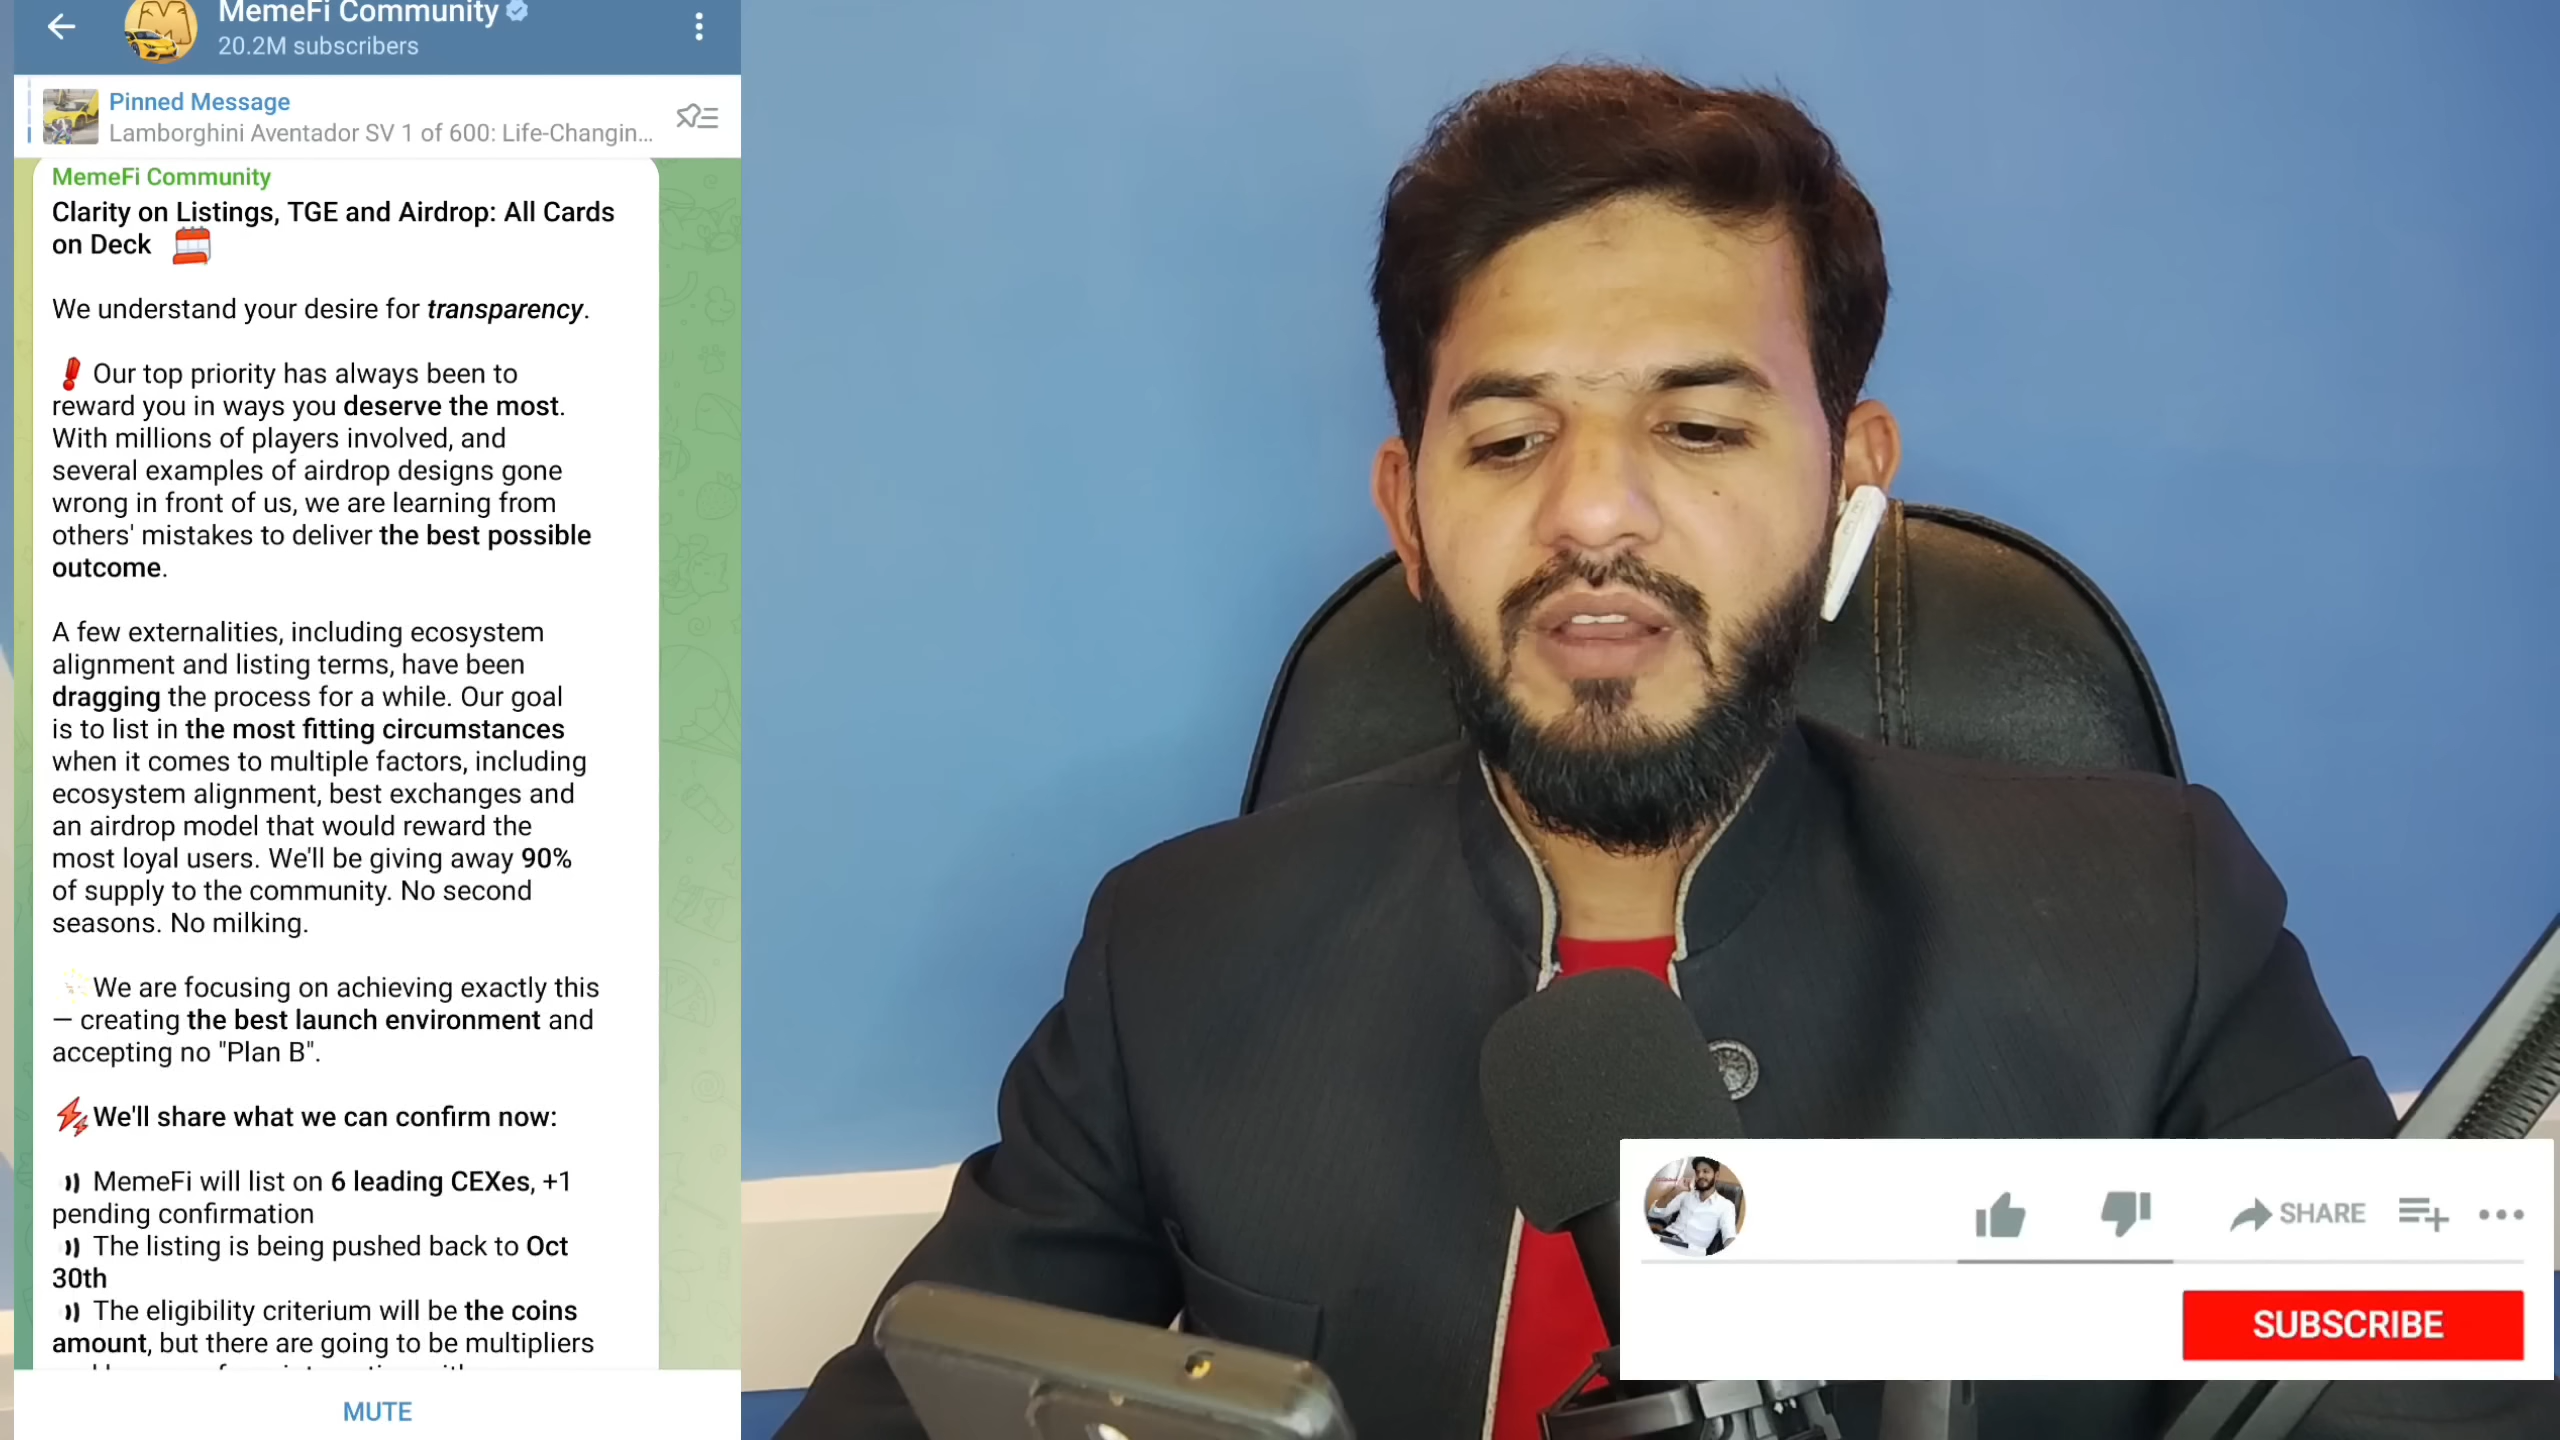 MemeFi Community
20.2M subscribers
Pinned Message
Lamborghini Aventador SV 1 of 600: Life-Changin...
MemeFi Community
Clarity on Listings, TGE and Airdrop: All Cards
on Deck
We understand your desire for transparency.
Our top priority has always been to
reward you in ways you deserve the most.
With millions of players involved, and
several examples of airdrop designs gone
wrong in front of us, we are learning from
others' mistakes to deliver the best possible
outcome.
A few externalities, including ecosystem
alignment and listing terms, have been
dragging the process for a while. Our goal
is to list in the most fitting circumstances
when it comes to multiple factors, including
ecosystem alignment, best exchanges and
an airdrop model that would reward the
most loyal users. We'll be giving away 90%
of supply to the community. No second
seasons. No milking.
We are focusing on achieving exactly this
— creating the best launch environment and
accepting no "Plan B".
We'll share what we can confirm now:
MemeFi will list on 6 leading CEXes, +1
pending confirmation
The listing is being pushed back to Oct
30th
The eligibility criterium will be the coins
amount, but there are going to be multipliers
MUTE
SHARE
SUBSCRIBE